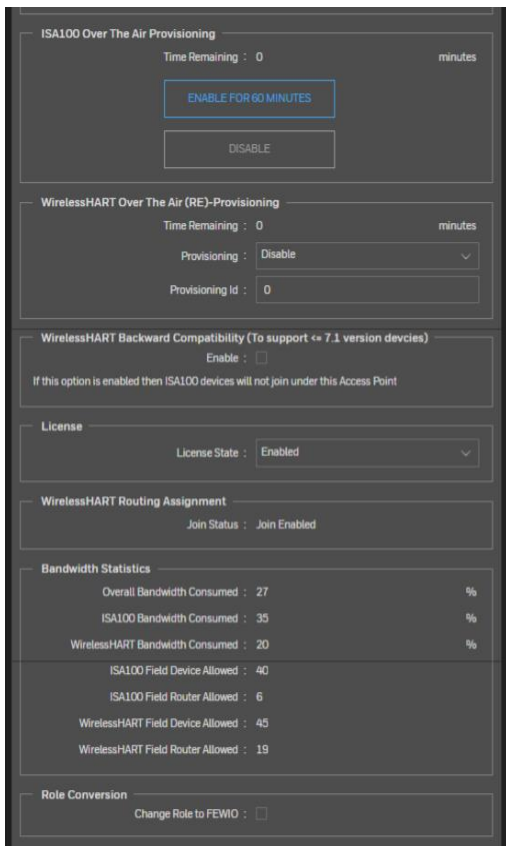 ISA100 Over The Air Provisioning
Time Remaining : 0 minutes
ENABLE FOR 60 MINUTES
DISABLE
WirelessHART Over The Air (RE)-Provisioning
Time Remaining : 0 minutes
Provisioning : Disable
Provisioning Id : 0
WirelessHART Backward Compatibility (To support <= 7.1 version devcies)
Enable :
If this option is enabled then ISA100 devices will not join under this Access Point
License
License State : Enabled
WirelessHART Routing Assignment
Join Status : Join Enabled
Bandwidth Statistics
Overall Bandwidth Consumed : 27 %
ISA100 Bandwidth Consumed : 35 %
WirelessHART Bandwidth Consumed : 20 %
ISA100 Field Device Allowed : 40
ISA100 Field Router Allowed : 6
WirelessHART Field Device Allowed : 45
WirelessHART Field Router Allowed : 19
Role Conversion
Change Role to FEWIO :